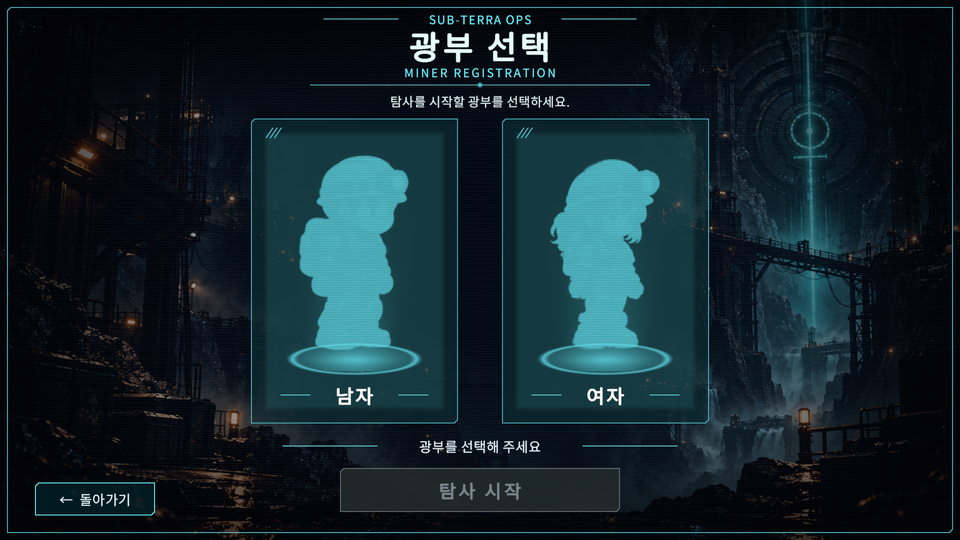 SUB-TERRA OPS
광부 선택
MINER REGISTRATION
탐사를 시작할 광부를 선택하세요.
남자
여자
광부를 선택해 주세요
탐사 시작
← 돌아가기